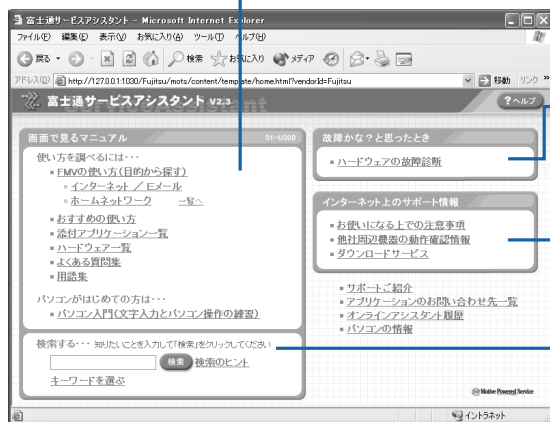 富士通サービスアシスタント - Microsoft Internet Explorer
ファイル(F) 編集(E) 表示(V) お気に入り(A) ツール(T) ヘルプ(H)
戻る 検索 お気に入り メディア
アドレス(D) http://127.0.0.1:1030/Fujitsu/mots/content/template/home.html?vendorId=Fujitsu 移動 リンク »
富士通サービスアシスタント V2.3 ?ヘルプ
画面で見るマニュアル 01-U000
使い方を調べるには・・・
FMVの使い方(目的から探す)
インターネット / Eメール
ホームネットワーク 一覧へ
おすすめの使い方
添付アプリケーション一覧
ハードウェア一覧
よくある質問集
用語集
パソコンがはじめての方は・・・
パソコン入門(文字入力とパソコン操作の練習)
検索する・・・ 知りたいことを入力して「検索」をクリックしてください
検索 検索のヒント
キーワードを選ぶ
故障かな?と思ったとき
ハードウェアの故障診断
インターネット上のサポート情報
お使いになる上での注意事項
他社周辺機器の動作確認情報
ダウンロードサービス
サポートご紹介
アプリケーションのお問い合わせ先一覧
オンラインアシスタント履歴
パソコンの情報
Motive Powered Service
イントラネット